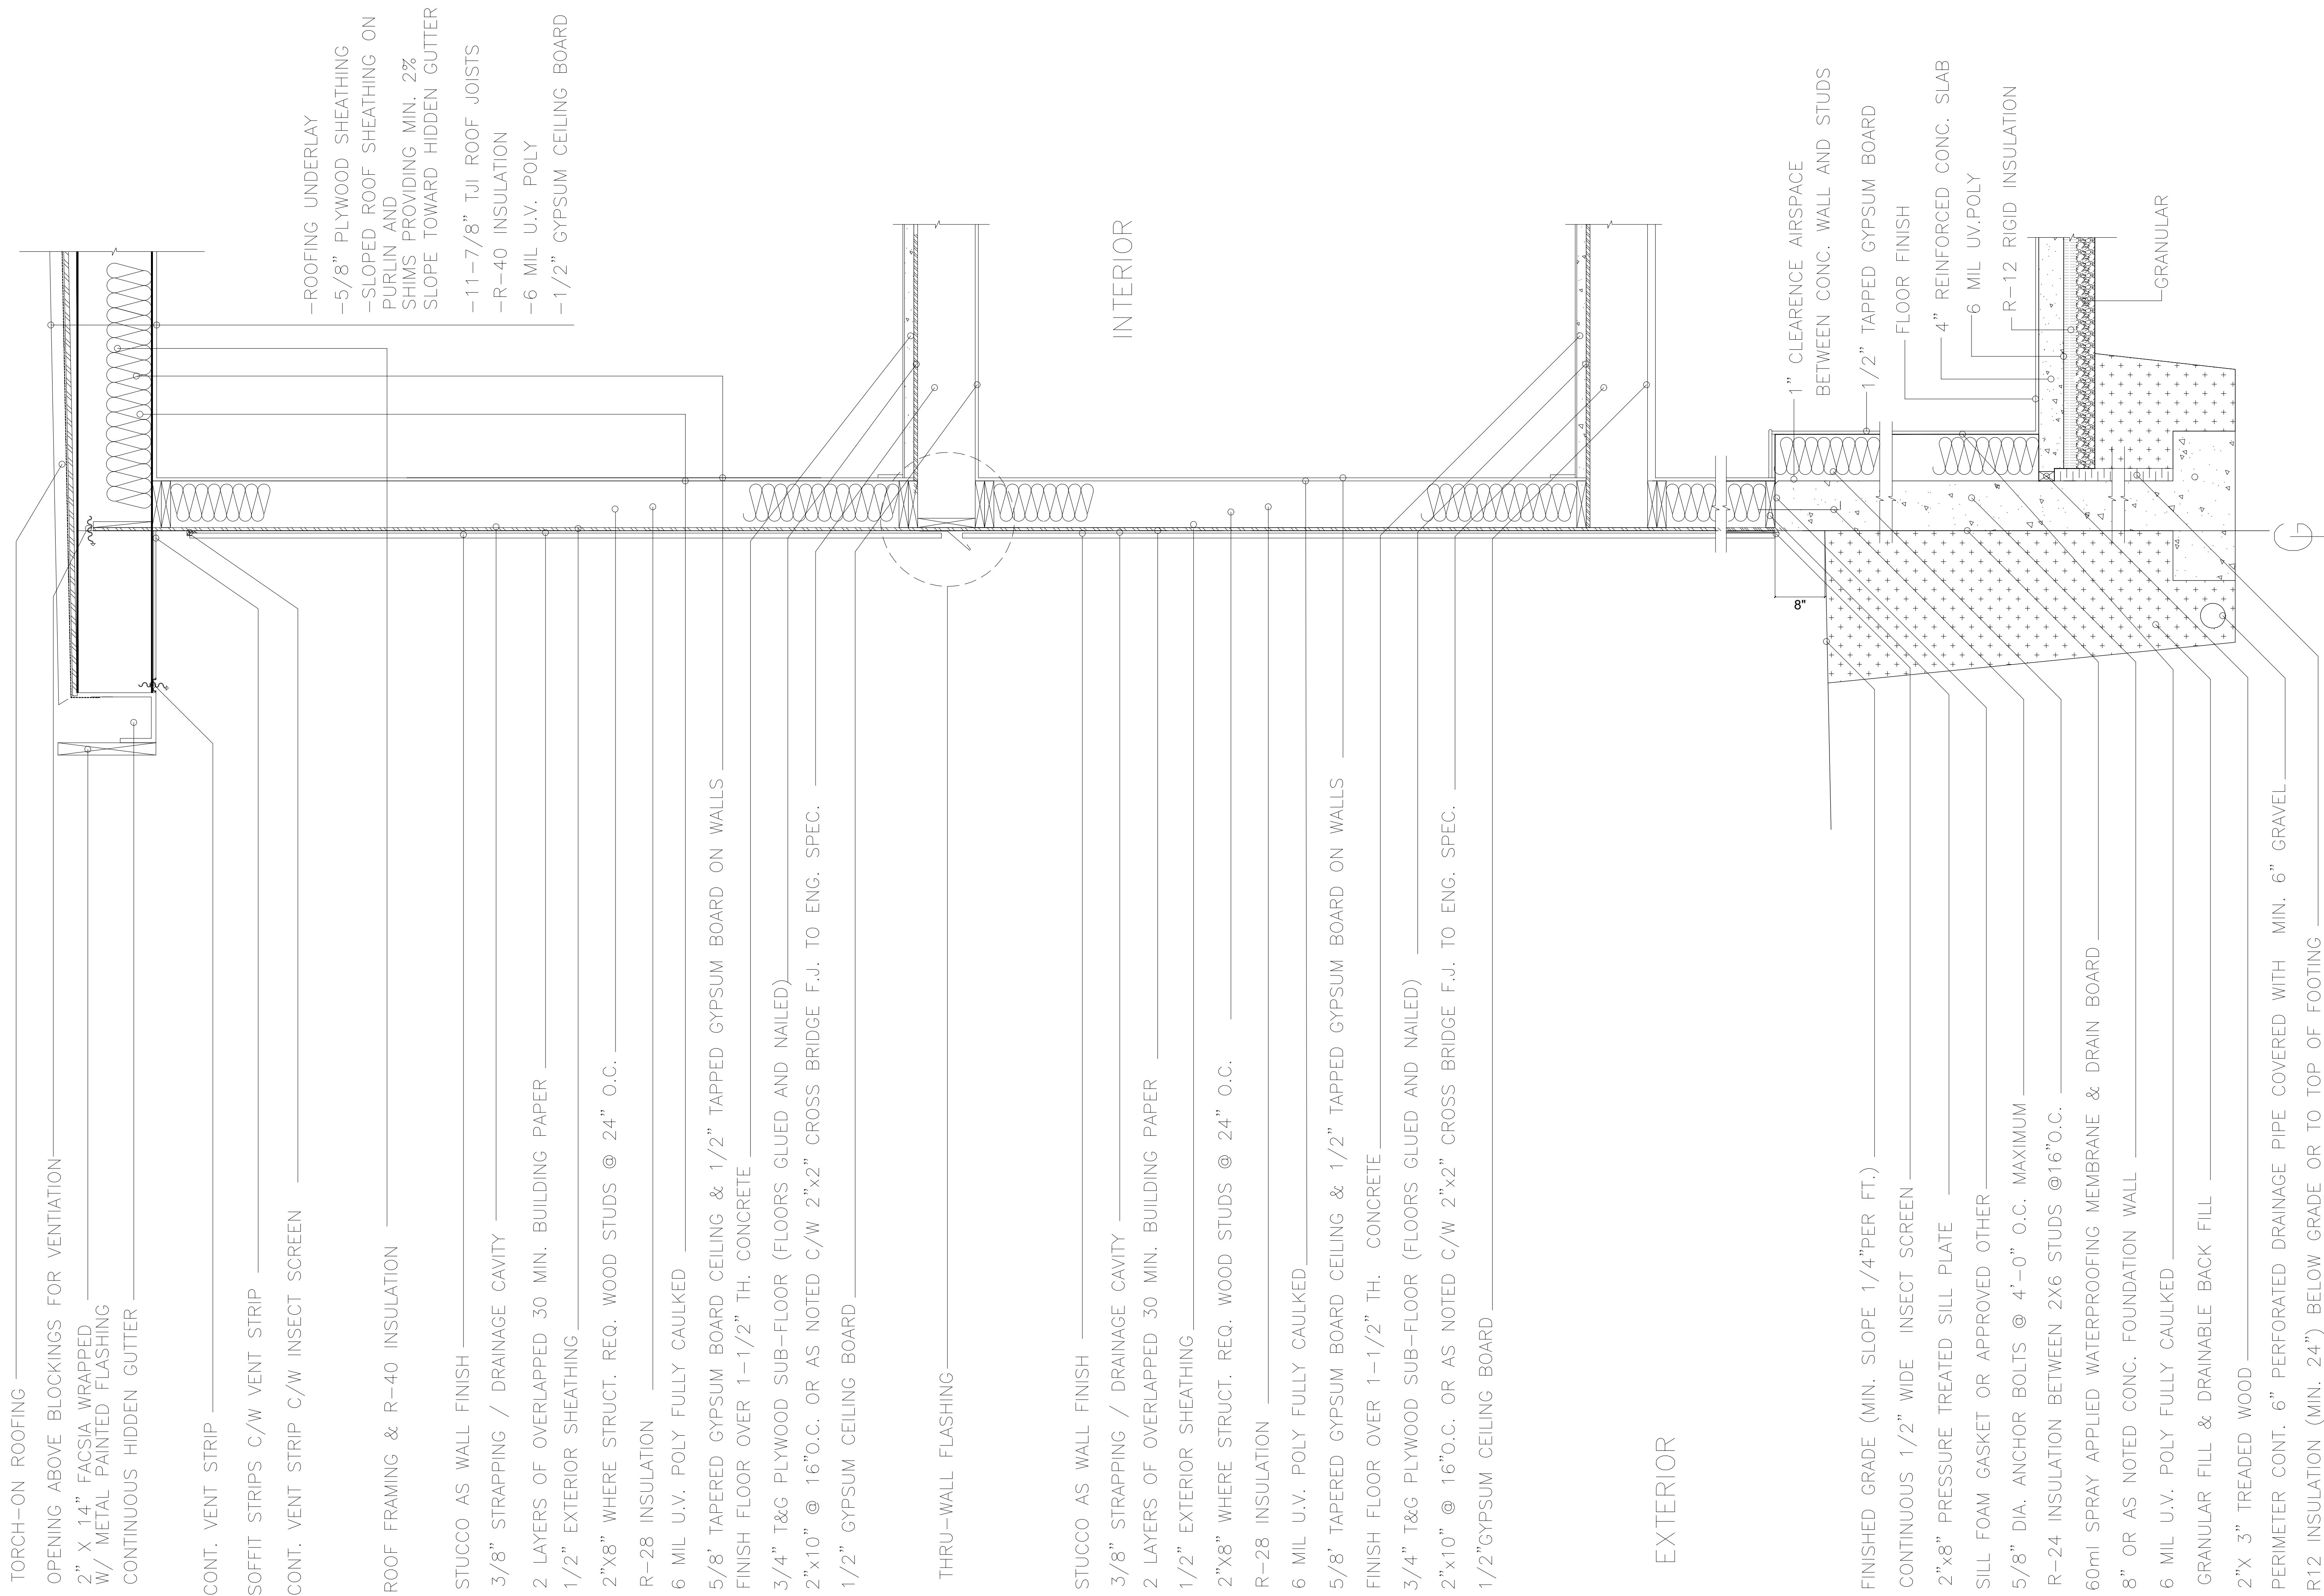 TORCH-ON ROOFING
OPENING ABOVE BLOCKINGS FOR VENTIATION
2" X 14" FACSIA WRAPPED
W/ METAL PAINTED FLASHING
CONTINUOUS HIDDEN GUTTER
CONT. VENT STRIP
SOFFIT STRIPS C/W VENT STRIP
CONT. VENT STRIP C/W INSECT SCREEN
ROOF FRAMING & R-40 INSULATION
STUCCO AS WALL FINISH
3/8" STRAPPING / DRAINAGE CAVITY
2 LAYERS OF OVERLAPPED 30 MIN. BUILDING PAPER
1/2" EXTERIOR SHEATHING
2"X8" WHERE STRUCT. REQ. WOOD STUDS @ 24" O.C.
R-28 INSULATION
6 MIL U.V. POLY FULLY CAULKED
5/8' TAPERED GYPSUM BOARD CEILING & 1/2" TAPPED GYPSUM BOARD ON WALLS
FINISH FLOOR OVER 1-1/2" TH. CONCRETE
3/4" T&G PLYWOOD SUB-FLOOR (FLOORS GLUED AND NAILED)
2"x10" @ 16"O.C. OR AS NOTED C/W 2"x2" CROSS BRIDGE F.J. TO ENG. SPEC.
1/2" GYPSUM CEILING BOARD
THRU-WALL FLASHING
STUCCO AS WALL FINISH
3/8" STRAPPING / DRAINAGE CAVITY
2 LAYERS OF OVERLAPPED 30 MIN. BUILDING PAPER
1/2" EXTERIOR SHEATHING
2"X8" WHERE STRUCT. REQ. WOOD STUDS @ 24" O.C.
R-28 INSULATION
6 MIL U.V. POLY FULLY CAULKED
5/8' TAPERED GYPSUM BOARD CEILING & 1/2" TAPPED GYPSUM BOARD ON WALLS
FINISH FLOOR OVER 1-1/2" TH. CONCRETE
3/4" T&G PLYWOOD SUB-FLOOR (FLOORS GLUED AND NAILED)
2"x10" @ 16"O.C. OR AS NOTED C/W 2"x2" CROSS BRIDGE F.J. TO ENG. SPEC.
1/2"GYPSUM CEILING BOARD
EXTERIOR
FINISHED GRADE (MIN. SLOPE 1/4"PER FT.)
CONTINUOUS 1/2" WIDE INSECT SCREEN
2"x8" PRESSURE TREATED SILL PLATE
SILL FOAM GASKET OR APPROVED OTHER
5/8" DIA. ANCHOR BOLTS @ 4'-0" O.C. MAXIMUM
R-24 INSULATION BETWEEN 2X6 STUDS @16"O.C.
60ml SPRAY APPLIED WATERPROOFING MEMBRANE & DRAIN BOARD
8" OR AS NOTED CONC. FOUNDATION WALL
6 MIL U.V. POLY FULLY CAULKED
GRANULAR FILL & DRAINABLE BACK FILL
2"X 3" TREADED WOOD
PERIMETER CONT. 6" PERFORATED DRAINAGE PIPE COVERED WITH MIN. 6" GRAVEL
R12 INSULATION (MIN. 24") BELOW GRADE OR TO TOP OF FOOTING
-ROOFING UNDERLAY
-5/8" PLYWOOD SHEATHING
-SLOPED ROOF SHEATHING ON
PURLIN AND
SHIMS PROVIDING MIN. 2%
SLOPE TOWARD HIDDEN GUTTER
-11-7/8" TJI ROOF JOISTS
-R-40 INSULATION
-6 MIL U.V. POLY
-1/2" GYPSUM CEILING BOARD
INTERIOR
1" CLEARENCE AIRSPACE
BETWEEN CONC. WALL AND STUDS
1/2" TAPPED GYPSUM BOARD
FLOOR FINISH
4" REINFORCED CONC. SLAB
6 MIL UV.POLY
R-12 RIGID INSULATION
GRANULAR
8"
G